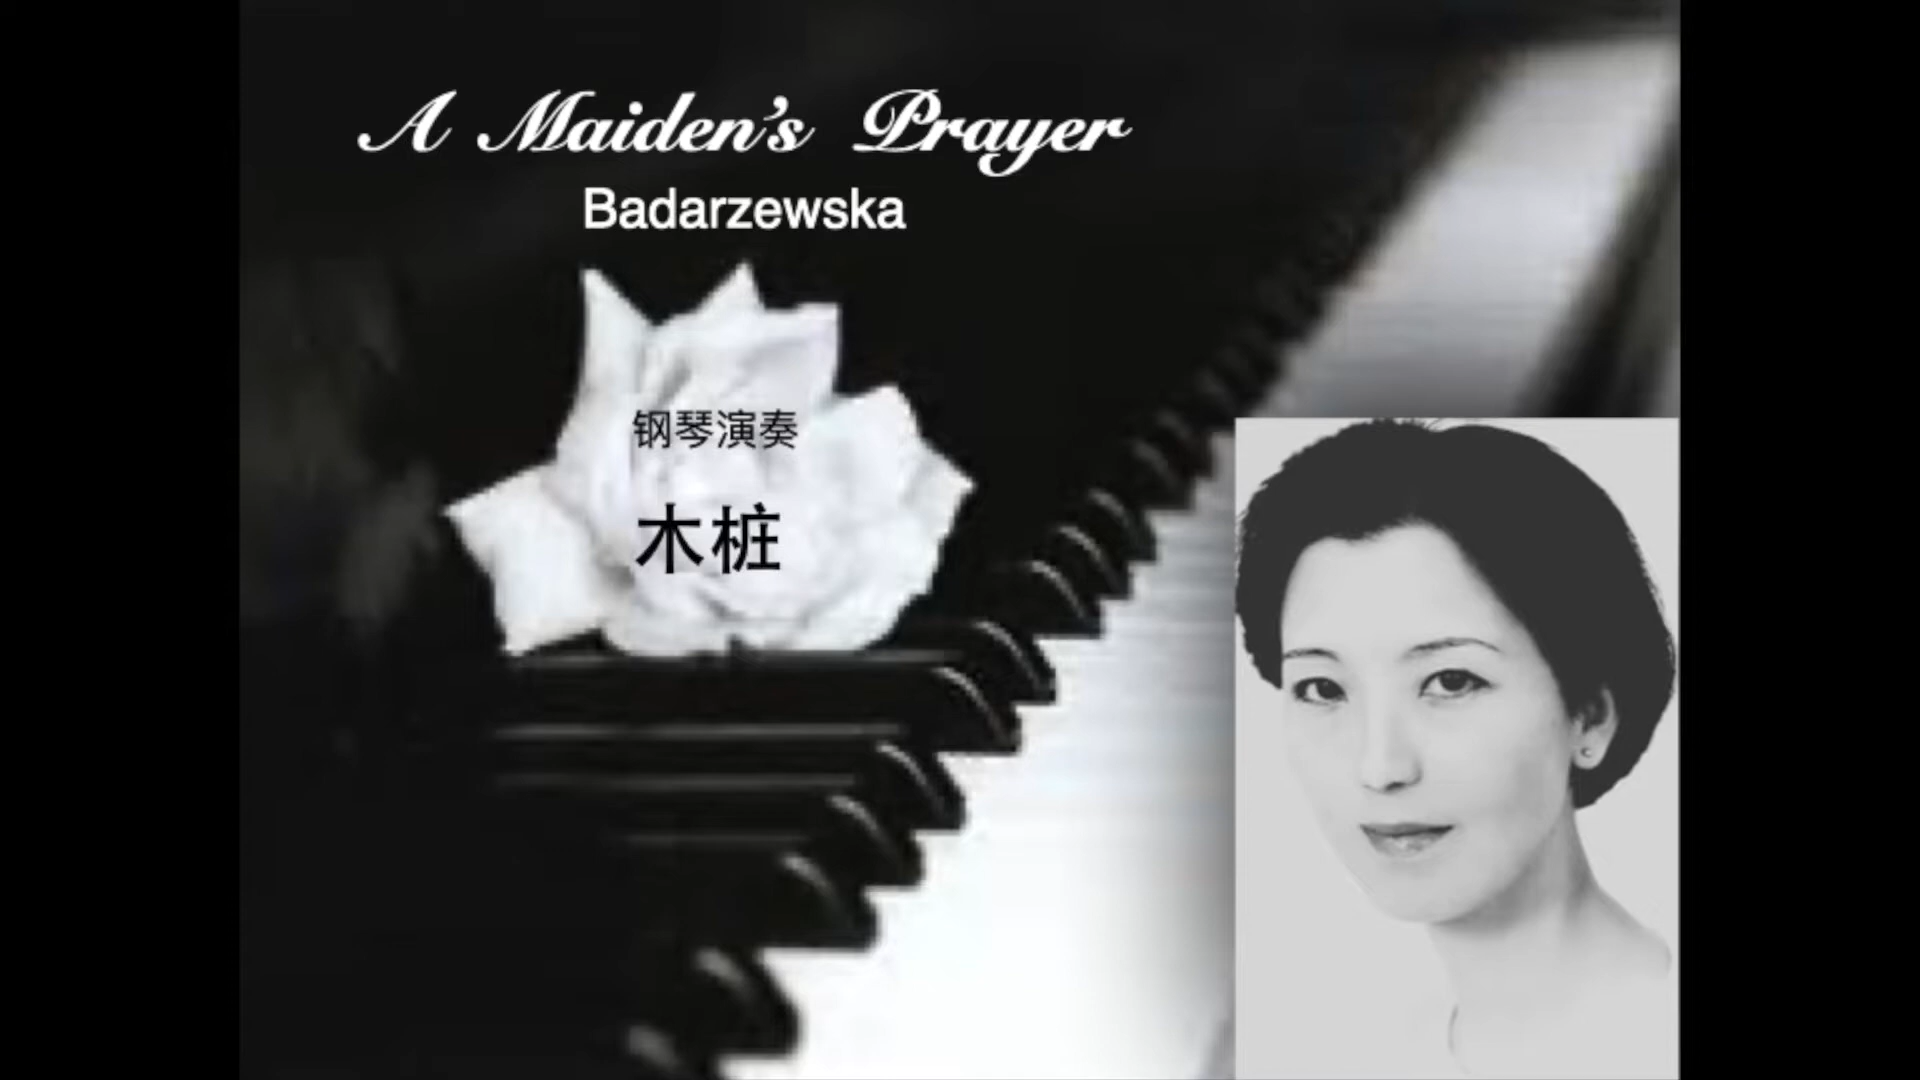 A Maiden's Prayer
Badarzewska
钢琴演奏
木桩